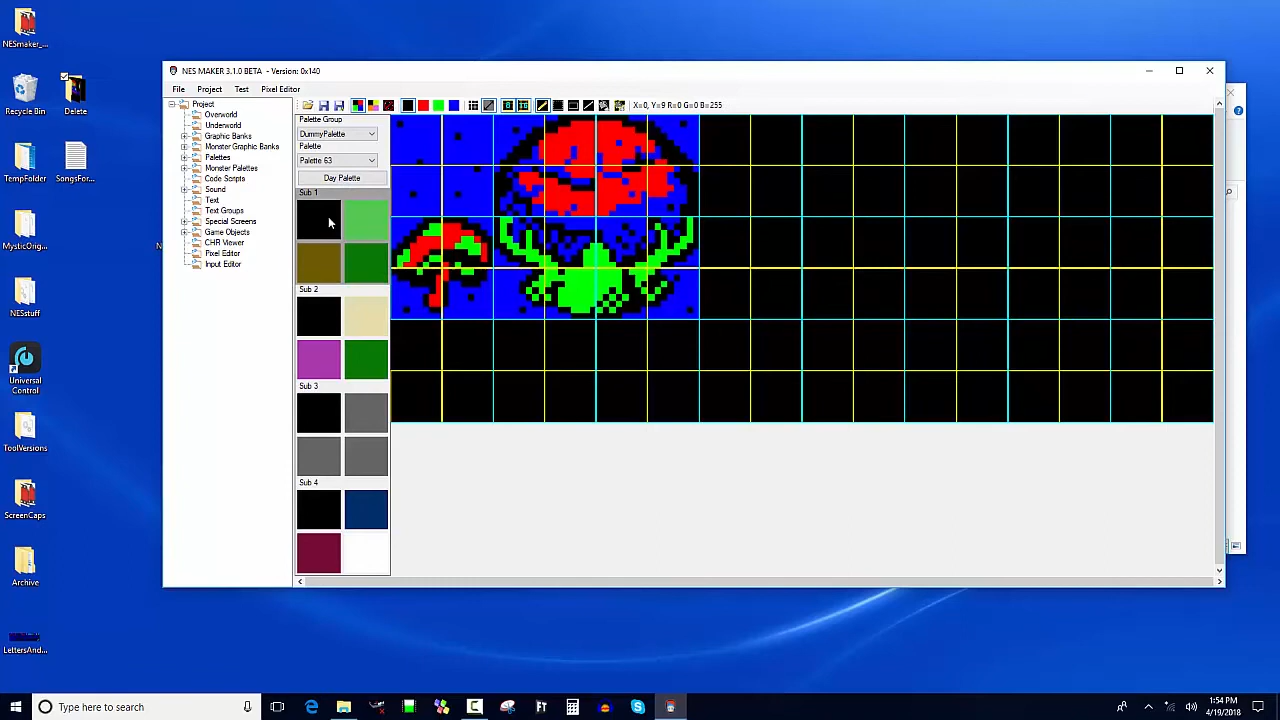 NESmaker_...
Recycle Bin
Delete
TempFolder
SongsFor...
MysticOrig...
NESstuff
Universal
Control
ToolVersions
ScreenCaps
Archive
LettersAnd...
NES MAKER 3.1.0 BETA - Version: 0x140
File Project Test Pixel Editor
Project
Overworld
Underworld
Graphic Banks
Monster Graphic Banks
Palettes
Monster Palettes
Code Scripts
Sound
Text
Text Groups
Special Screens
Game Objects
CHR Viewer
Pixel Editor
Input Editor
X=0, Y=9 R=0 G=0 B=255
Palette Group
DummyPalette
Palette
Palette 63
Day Palette
Sub 1
Sub 2
Sub 3
Sub 4
Type here to search
1:54 PM
4/19/2018